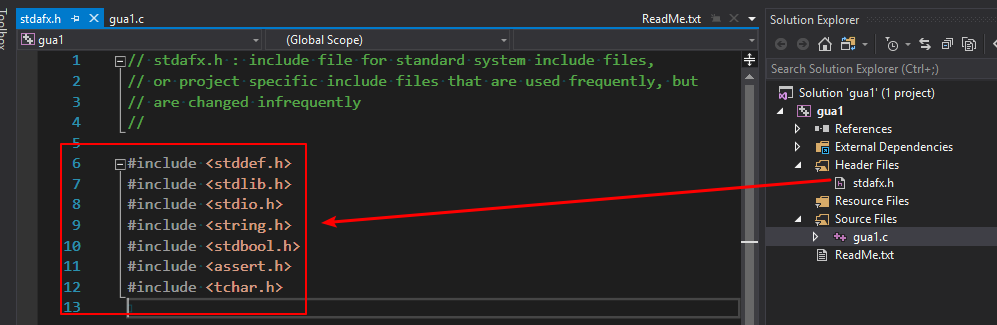 Toolbox
stdafx.h
gua1.c
ReadMe.txt
gua1
(Global Scope)
1 // stdafx.h : include file for standard system include files,
2 // or project specific include files that are used frequently, but
3 // are changed infrequently
4 //
5
6 #include <stddef.h>
7 #include <stdlib.h>
8 #include <stdio.h>
9 #include <string.h>
10 #include <stdbool.h>
11 #include <assert.h>
12 #include <tchar.h>
13
Solution Explorer
Search Solution Explorer (Ctrl+;)
Solution 'gua1' (1 project)
gua1
References
External Dependencies
Header Files
stdafx.h
Resource Files
Source Files
gua1.c
ReadMe.txt